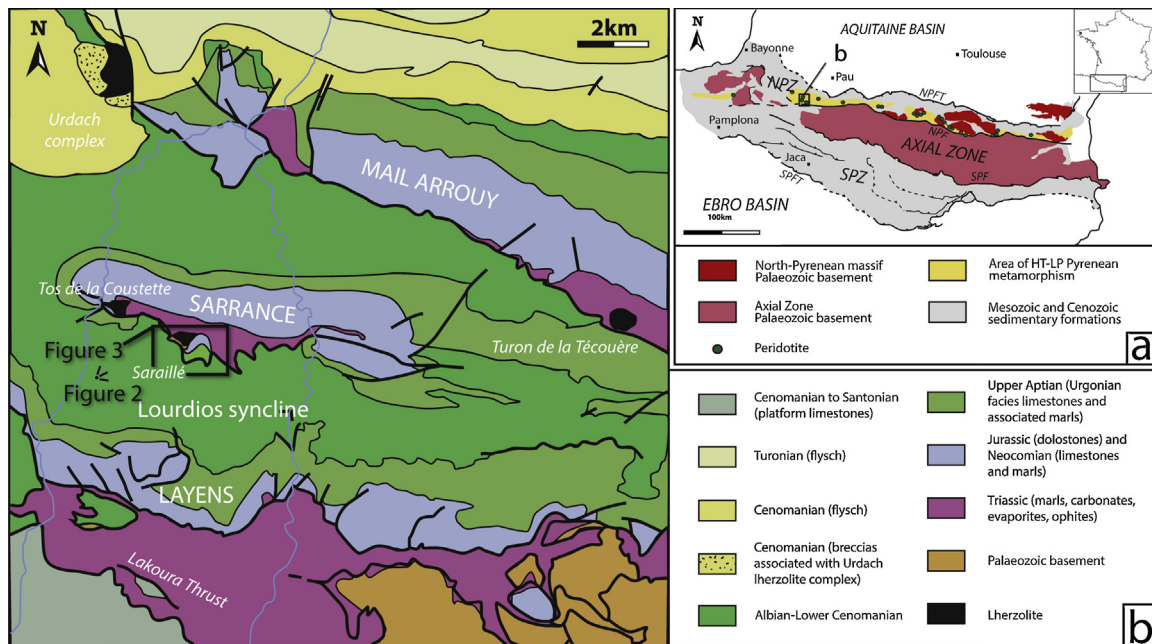 N
2km
Urdach
complex
MAIL ARROUY
Tos de la Coustette
SARRANCE
Figure 3
Saraillé
Figure 2
Turon de la Técouère
Lourdios syncline
LAYENS
Lakoura Thrust
N
AQUITAINE BASIN
Bayonne
b
Toulouse
Pau
NPZ
NPFT
Pamplona
NPF
AXIAL ZONE
Jaca
SPZ
SPF
SPFT
EBRO BASIN
100km
North-Pyrenean massif
Palaeozoic basement
Axial Zone
Palaeozoic basement
Peridotite
Area of HT-LP Pyrenean
metamorphism
Mesozoic and Cenozoic
sedimentary formations
a
Cenomanian to Santonian
(platform limestones)
Turonian (flysch)
Cenomanian (flysch)
Cenomanian (breccias
associated with Urdach
lherzolite complex)
Albian-Lower Cenomanian
Upper Aptian (Urgonian
facies limestones and
associated marls)
Jurassic (dolostones) and
Neocomian (limestones
and marls)
Triassic (marls, carbonates,
evaporites, ophites)
Palaeozoic basement
Lherzolite
b